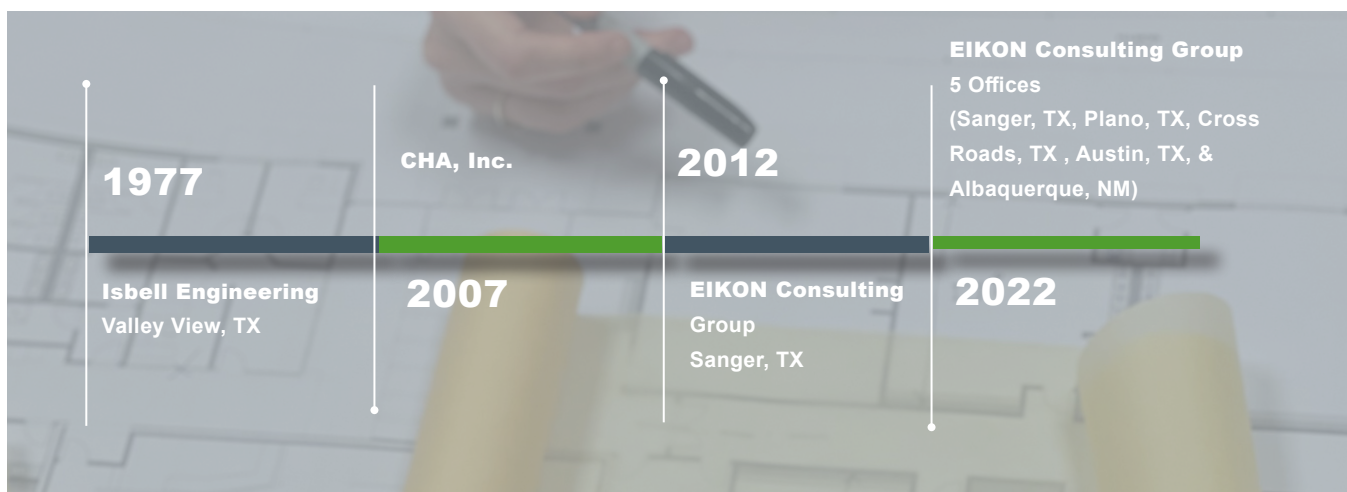 1977
Isbell Engineering
Valley View, TX
CHA, Inc.
2007
2012
EIKON Consulting
Group
Sanger, TX
EIKON Consulting Group
5 Offices
(Sanger, TX, Plano, TX, Cross
Roads, TX , Austin, TX, &
Albaquerque, NM)
2022